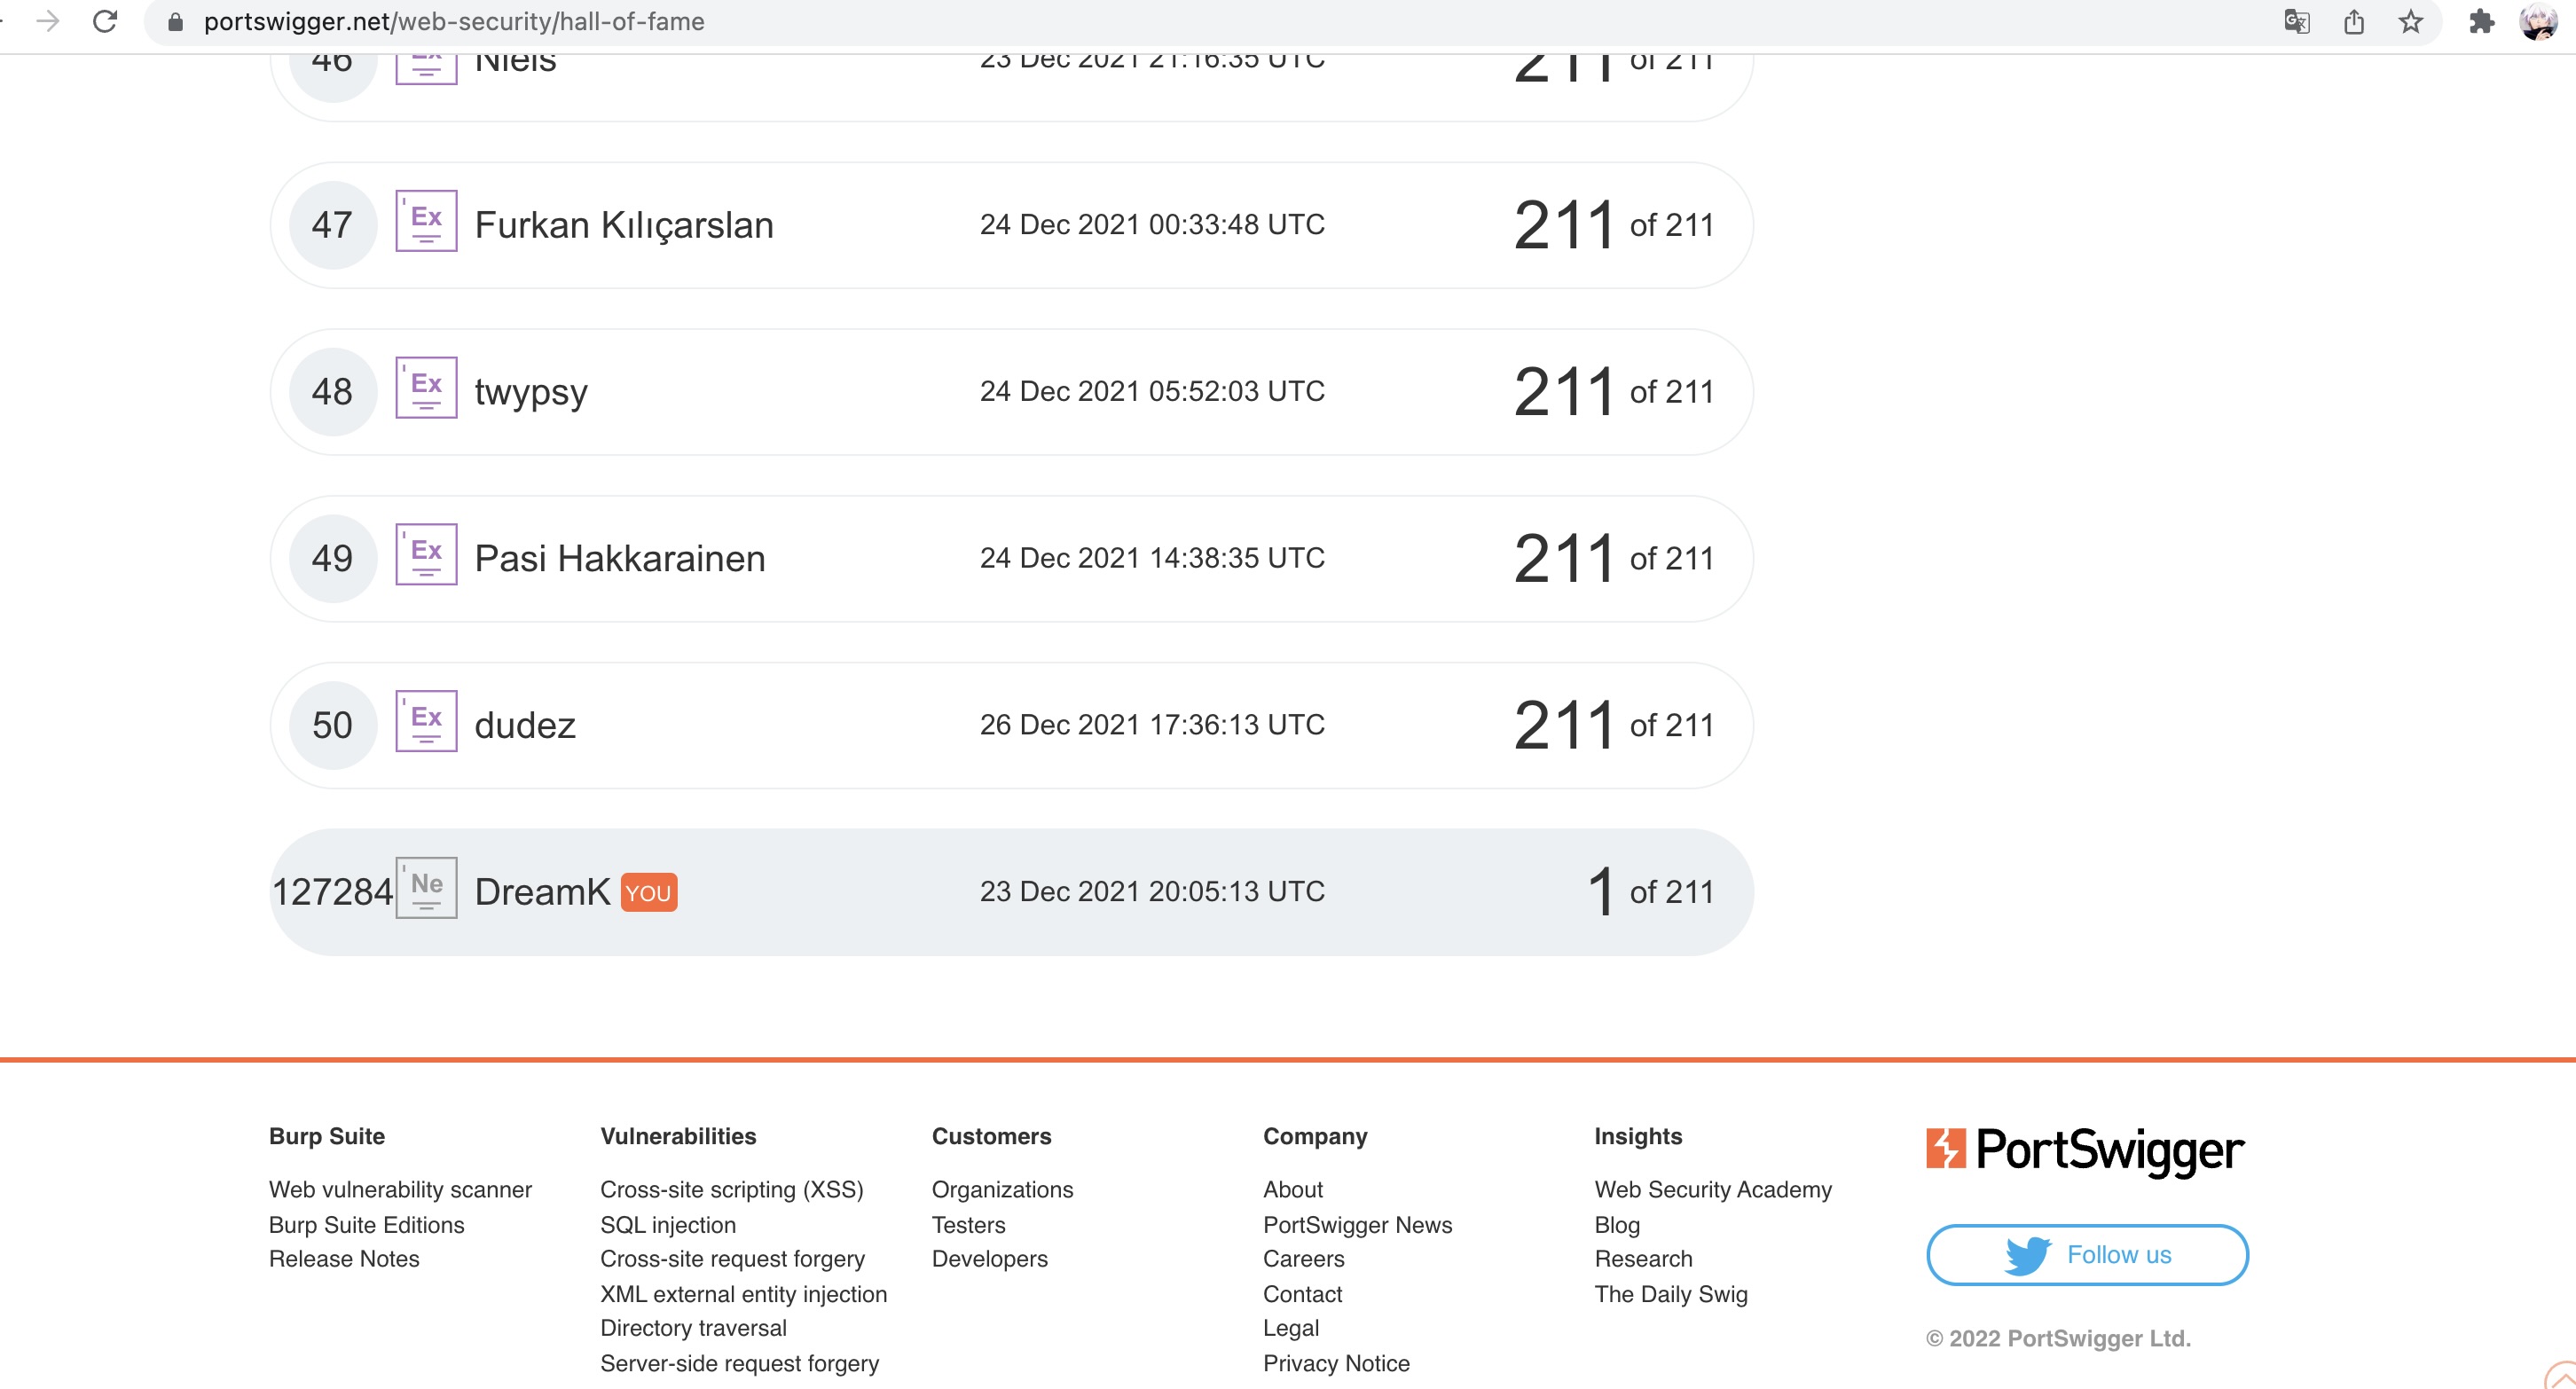 portswigger.net/web-security/hall-of-fame
46 Ex Niels 23 Dec 2021 21:16:35 UTC 211 of 211
47 Ex Furkan Kılıçarslan 24 Dec 2021 00:33:48 UTC 211 of 211
48 Ex twypsy 24 Dec 2021 05:52:03 UTC 211 of 211
49 Ex Pasi Hakkarainen 24 Dec 2021 14:38:35 UTC 211 of 211
50 Ex dudez 26 Dec 2021 17:36:13 UTC 211 of 211
127284 Ne DreamK YOU 23 Dec 2021 20:05:13 UTC 1 of 211
Burp Suite
Web vulnerability scanner
Burp Suite Editions
Release Notes
Vulnerabilities
Cross-site scripting (XSS)
SQL injection
Cross-site request forgery
XML external entity injection
Directory traversal
Server-side request forgery
Customers
Organizations
Testers
Developers
Company
About
PortSwigger News
Careers
Contact
Legal
Privacy Notice
Insights
Web Security Academy
Blog
Research
The Daily Swig
PortSwigger
Follow us
© 2022 PortSwigger Ltd.